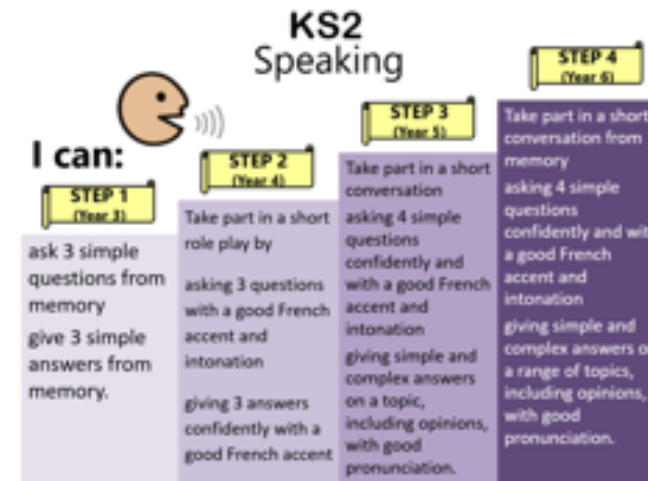 KS2
Speaking
I can:
STEP 1
(Year 3)
ask 3 simple
questions from
memory
give 3 simple
answers from
memory.
STEP 2
(Year 4)
Take part in a short
role play by
asking 3 questions
with a good French
accent and
intonation
giving 3 answers
confidently with a
good French accent
STEP 3
(Year 5)
Take part in a short
conversation
asking 4 simple
questions
confidently and
with a good French
accent and
intonation
giving simple and
complex answers
on a topic,
including opinions,
with good
pronunciation.
STEP 4
(Year 6)
Take part in a short
conversation from
memory
asking 4 simple
questions
confidently and wit
a good French
accent and
intonation
giving simple and
complex answers o
a range of topics,
including opinions,
with good
pronunciation.